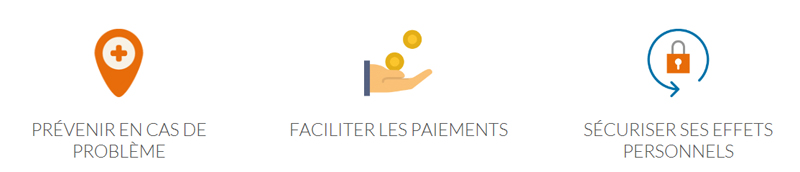 PRÉVENIR EN CAS DE
PROBLÈME
FACILITER LES PAIEMENTS
SÉCURISER SES EFFETS
PERSONNELS